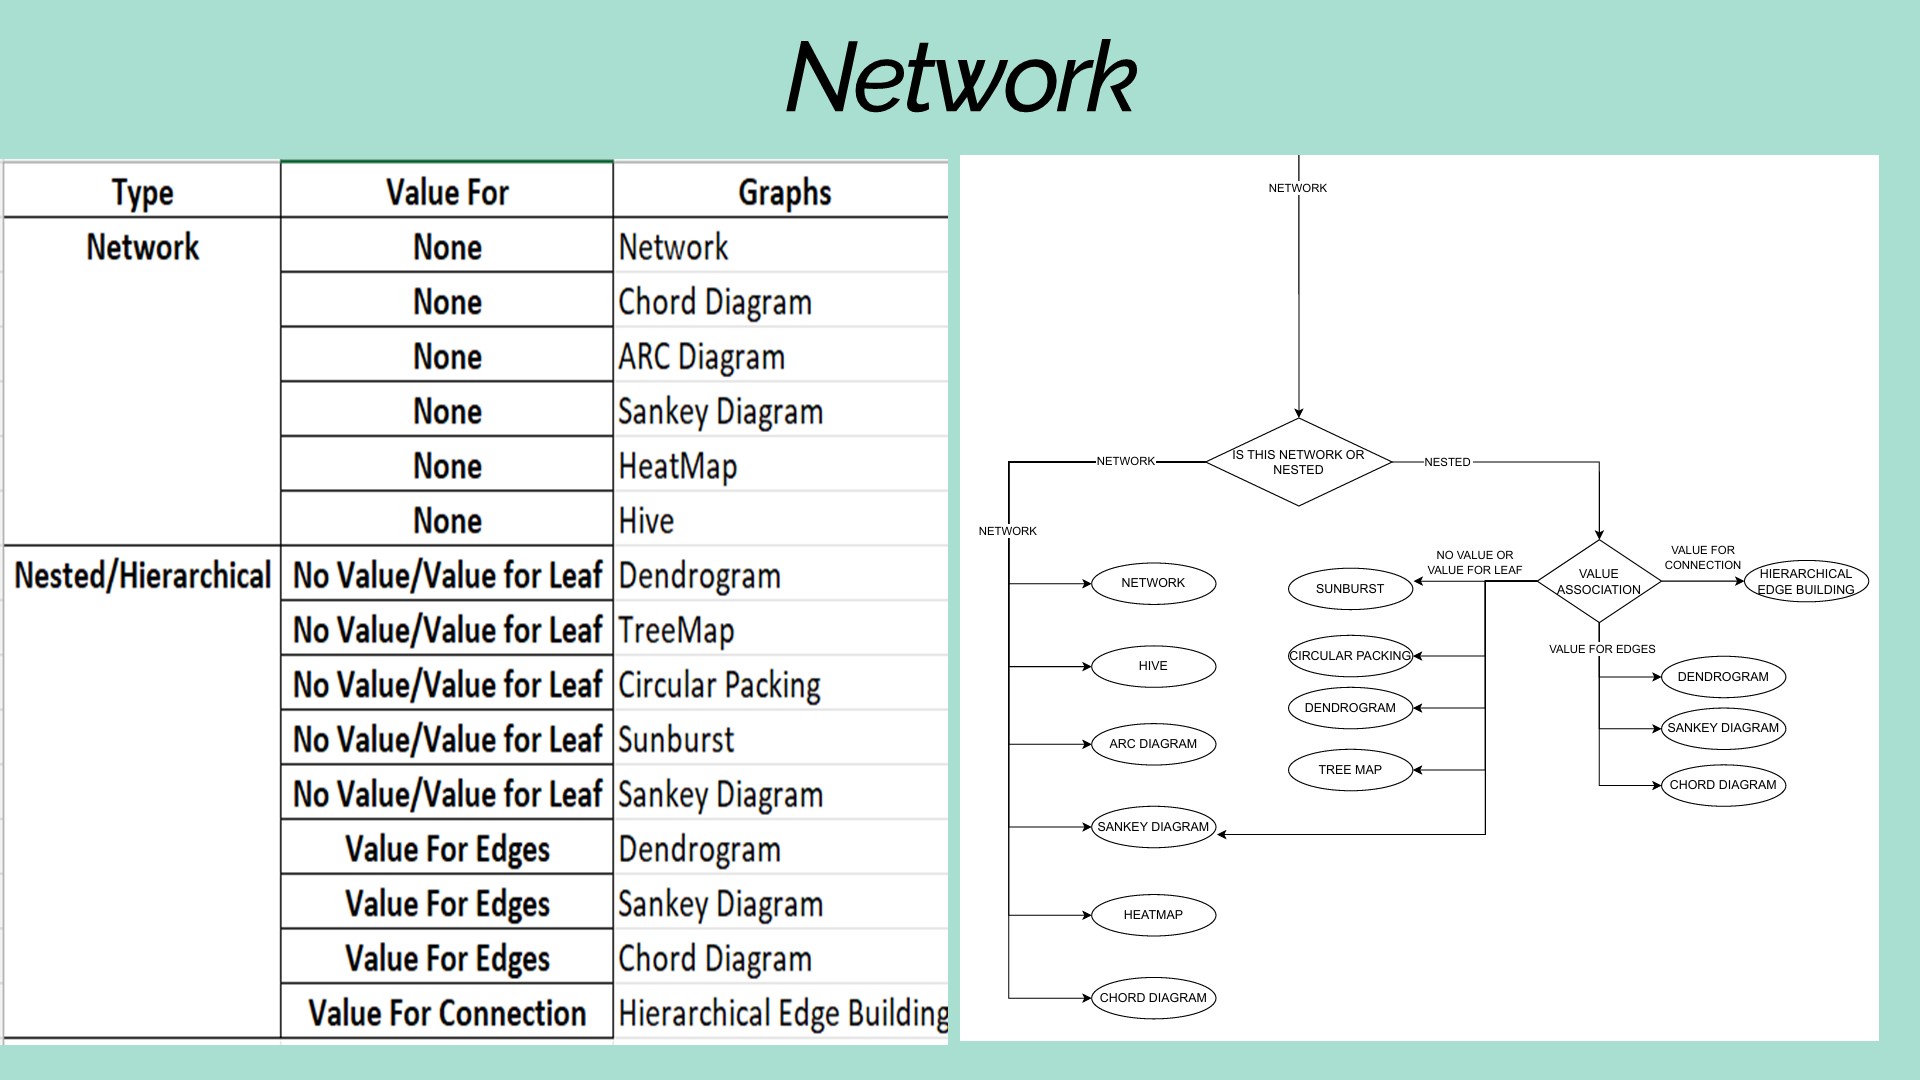 Network
Type Value For Graphs
Network None Network
None Chord Diagram
None ARC Diagram
None Sankey Diagram
None HeatMap
None Hive
Nested/Hierarchical No Value/Value for Leaf Dendrogram
No Value/Value for Leaf TreeMap
No Value/Value for Leaf Circular Packing
No Value/Value for Leaf Sunburst
No Value/Value for Leaf Sankey Diagram
Value For Edges Dendrogram
Value For Edges Sankey Diagram
Value For Edges Chord Diagram
Value For Connection Hierarchical Edge Building
NETWORK
IS THIS NETWORK OR
NESTED
NETWORK
NESTED
NETWORK
NETWORK
HIVE
ARC DIAGRAM
SANKEY DIAGRAM
HEATMAP
CHORD DIAGRAM
NO VALUE OR
VALUE FOR LEAF
SUNBURST
CIRCULAR PACKING
DENDROGRAM
TREE MAP
VALUE
ASSOCIATION
VALUE FOR
CONNECTION
HIERARCHICAL
EDGE BUILDING
VALUE FOR EDGES
DENDROGRAM
SANKEY DIAGRAM
CHORD DIAGRAM